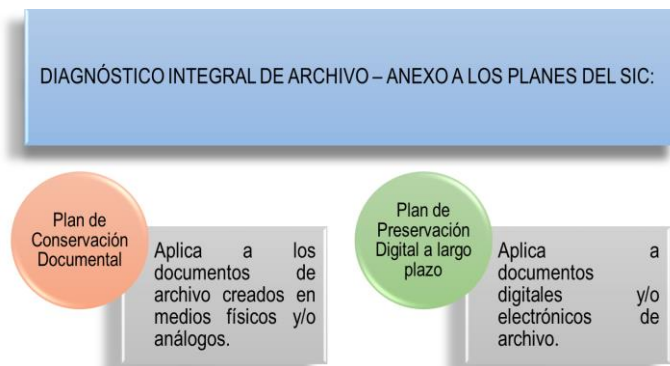 DIAGNÓSTICO INTEGRAL DE ARCHIVO – ANEXO A LOS PLANES DEL SIC:
Plan de
Conservación
Documental
Aplica a los
documentos de
archivo creados en
medios físicos y/o
análogos.
Plan de
Preservación
Digital a largo
plazo
Aplica a
documentos
digitales y/o
electrónicos de
archivo.